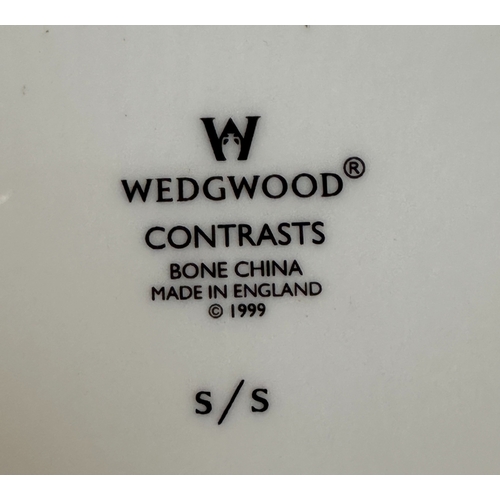 W
WEDGWOOD®
CONTRASTS
BONE CHINA
MADE IN ENGLAND
© 1999
s/s